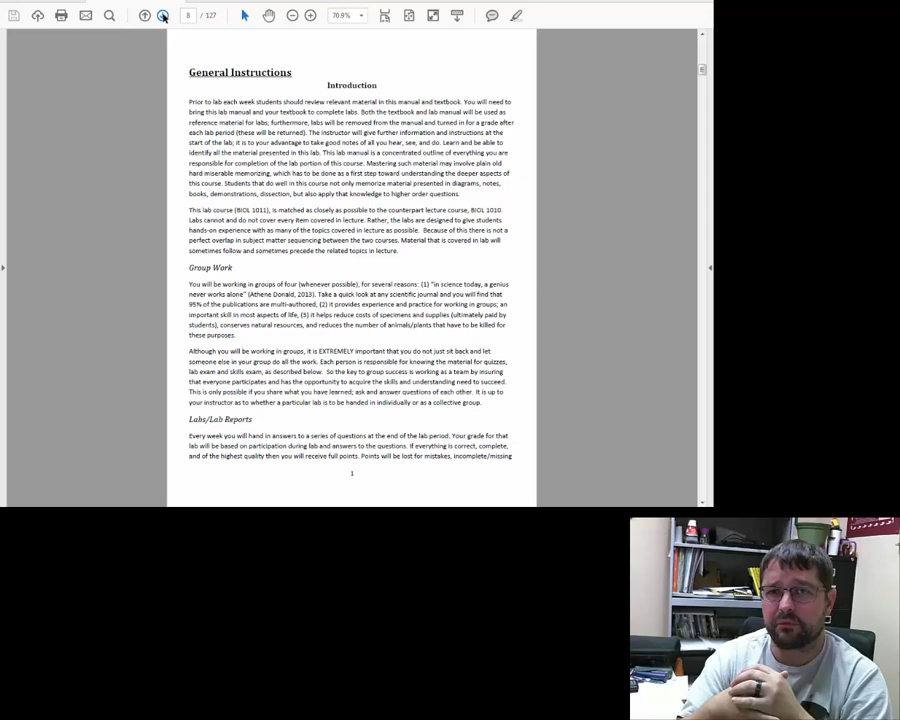 8 / 127
70.9%
General Instructions
Introduction
Prior to lab each week students should review relevant material in this manual and textbook. You will need to
bring this lab manual and your textbook to complete labs. Both the textbook and lab manual will be used as
reference material for labs; furthermore, labs will be removed from the manual and turned in for a grade after
each lab period (these will be returned). The instructor will give further information and instructions at the
start of the lab; it is to your advantage to take good notes of all you hear, see, and do. Learn and be able to
identify all the material presented in this lab. This lab manual is a concentrated outline of everything you are
responsible for completion of the lab portion of this course. Mastering such material may involve plain old
hard miserable memorizing, which has to be done as a first step toward understanding the deeper aspects of
this course. Students that do well in this course not only memorize material presented in diagrams, notes,
books, demonstrations, dissection, but also apply that knowledge to higher order questions.
This lab course (BIOL 1011), is matched as closely as possible to the counterpart lecture course, BIOL 1010.
Labs cannot and do not cover every item covered in lecture. Rather, the labs are designed to give students
hands-on experience with as many of the topics covered in lecture as possible. Because of this there is not a
perfect overlap in subject matter sequencing between the two courses. Material that is covered in lab will
sometimes follow and sometimes precede the related topics in lecture.
Group Work
You will be working in groups of four (whenever possible), for several reasons: (1) "in science today, a genius
never works alone" (Athene Donald, 2013). Take a quick look at any scientific journal and you will find that
95% of the publications are multi-authored, (2) it provides experience and practice for working in groups; an
important skill in most aspects of life, (3) it helps reduce costs of specimens and supplies (ultimately paid by
students), conserves natural resources, and reduces the number of animals/plants that have to be killed for
these purposes.
Although you will be working in groups, it is EXTREMELY important that you do not just sit back and let
someone else in your group do all the work. Each person is responsible for knowing the material for quizzes,
lab exam and skills exam, as described below. So the key to group success is working as a team by insuring
that everyone participates and has the opportunity to acquire the skills and understanding need to succeed.
This is only possible if you share what you have learned; ask and answer questions of each other. It is up to
your instructor as to whether a particular lab is to be handed in individually or as a collective group.
Labs/Lab Reports
Every week you will hand in answers to a series of questions at the end of the lab period. Your grade for that
lab will be based on participation during lab and answers to the questions. If everything is correct, complete,
and of the highest quality then you will receive full points. Points will be lost for mistakes, incomplete/missing
1